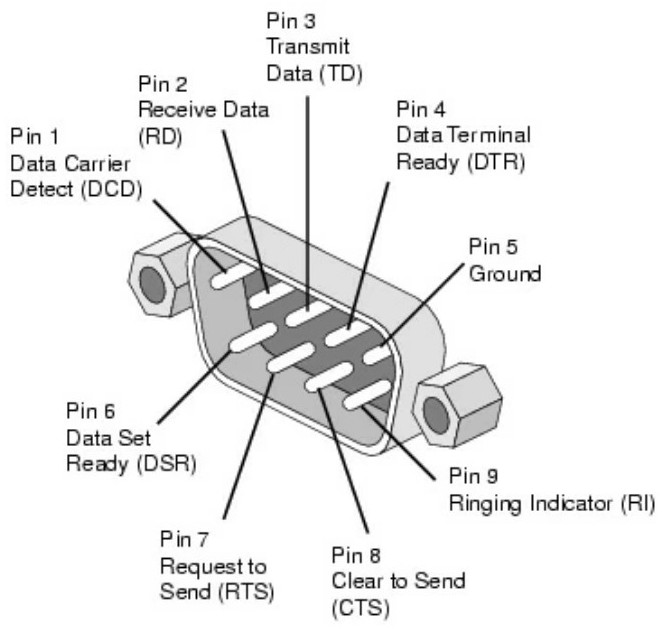 Pin 3
Transmit
Data (TD)
Pin 2
Receive Data
(RD)
Pin 4
Data Terminal
Ready (DTR)
Pin 1
Data Carrier
Detect (DCD)
Pin 5
Ground
Pin 6
Data Set
Ready (DSR)
Pin 9
Ringing Indicator (RI)
Pin 7
Request to
Send (RTS)
Pin 8
Clear to Send
(CTS)